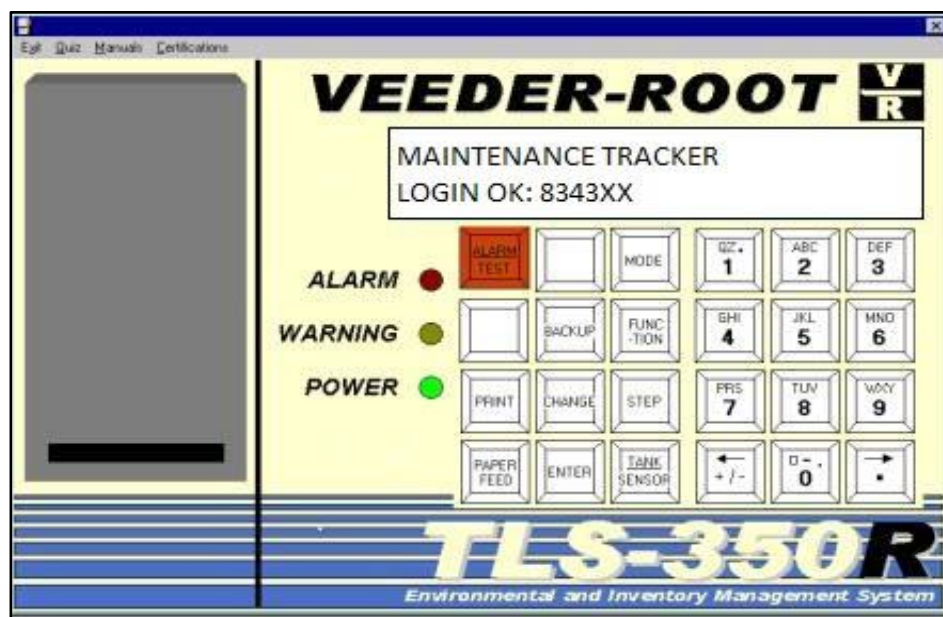 Exit Quiz Manuals Certifications
VEEDER-ROOT
V
R
MAINTENANCE TRACKER
LOGIN OK: 8343XX
ALARM
WARNING
POWER
ALARM
TEST
MODE
QZ.
1
ABC
2
DEF
3
BACKUP
FUNC
-TION
GHI
4
JKL
5
MNO
6
PRINT
CHANGE
STEP
PRS
7
TUV
8
WXY
9
PAPER
FEED
ENTER
TANK
SENSOR
+/-
0
TLS-350R
Environmental and Inventory Management System